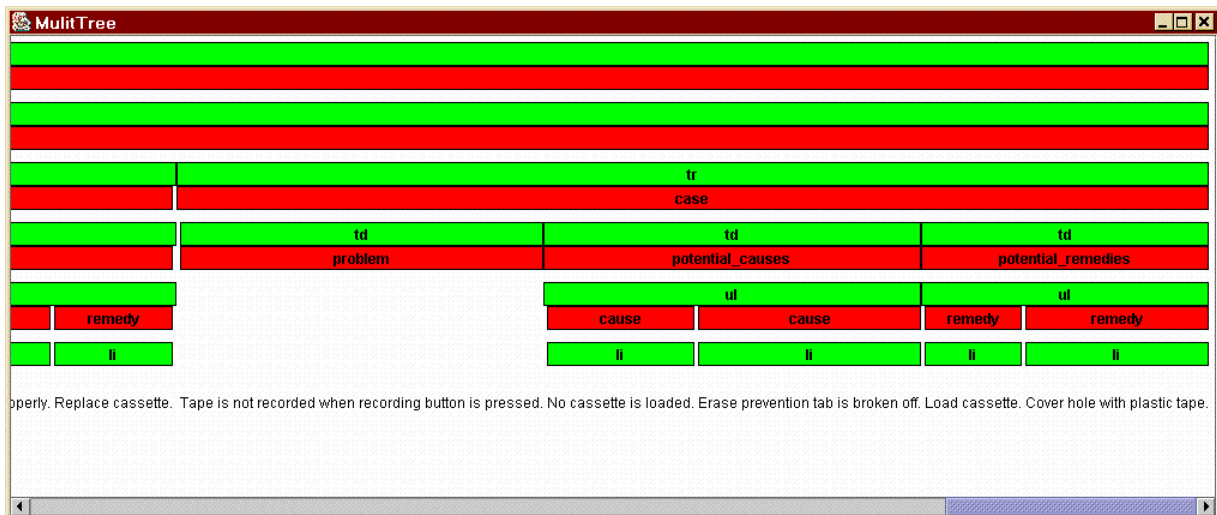 MulitTree
tr
case
td td td
problem potential_causes potential_remedies
ul ul
remedy cause cause remedy remedy
li li li li li
operly. Replace cassette. Tape is not recorded when recording button is pressed. No cassette is loaded. Erase prevention tab is broken off. Load cassette. Cover hole with plastic tape.